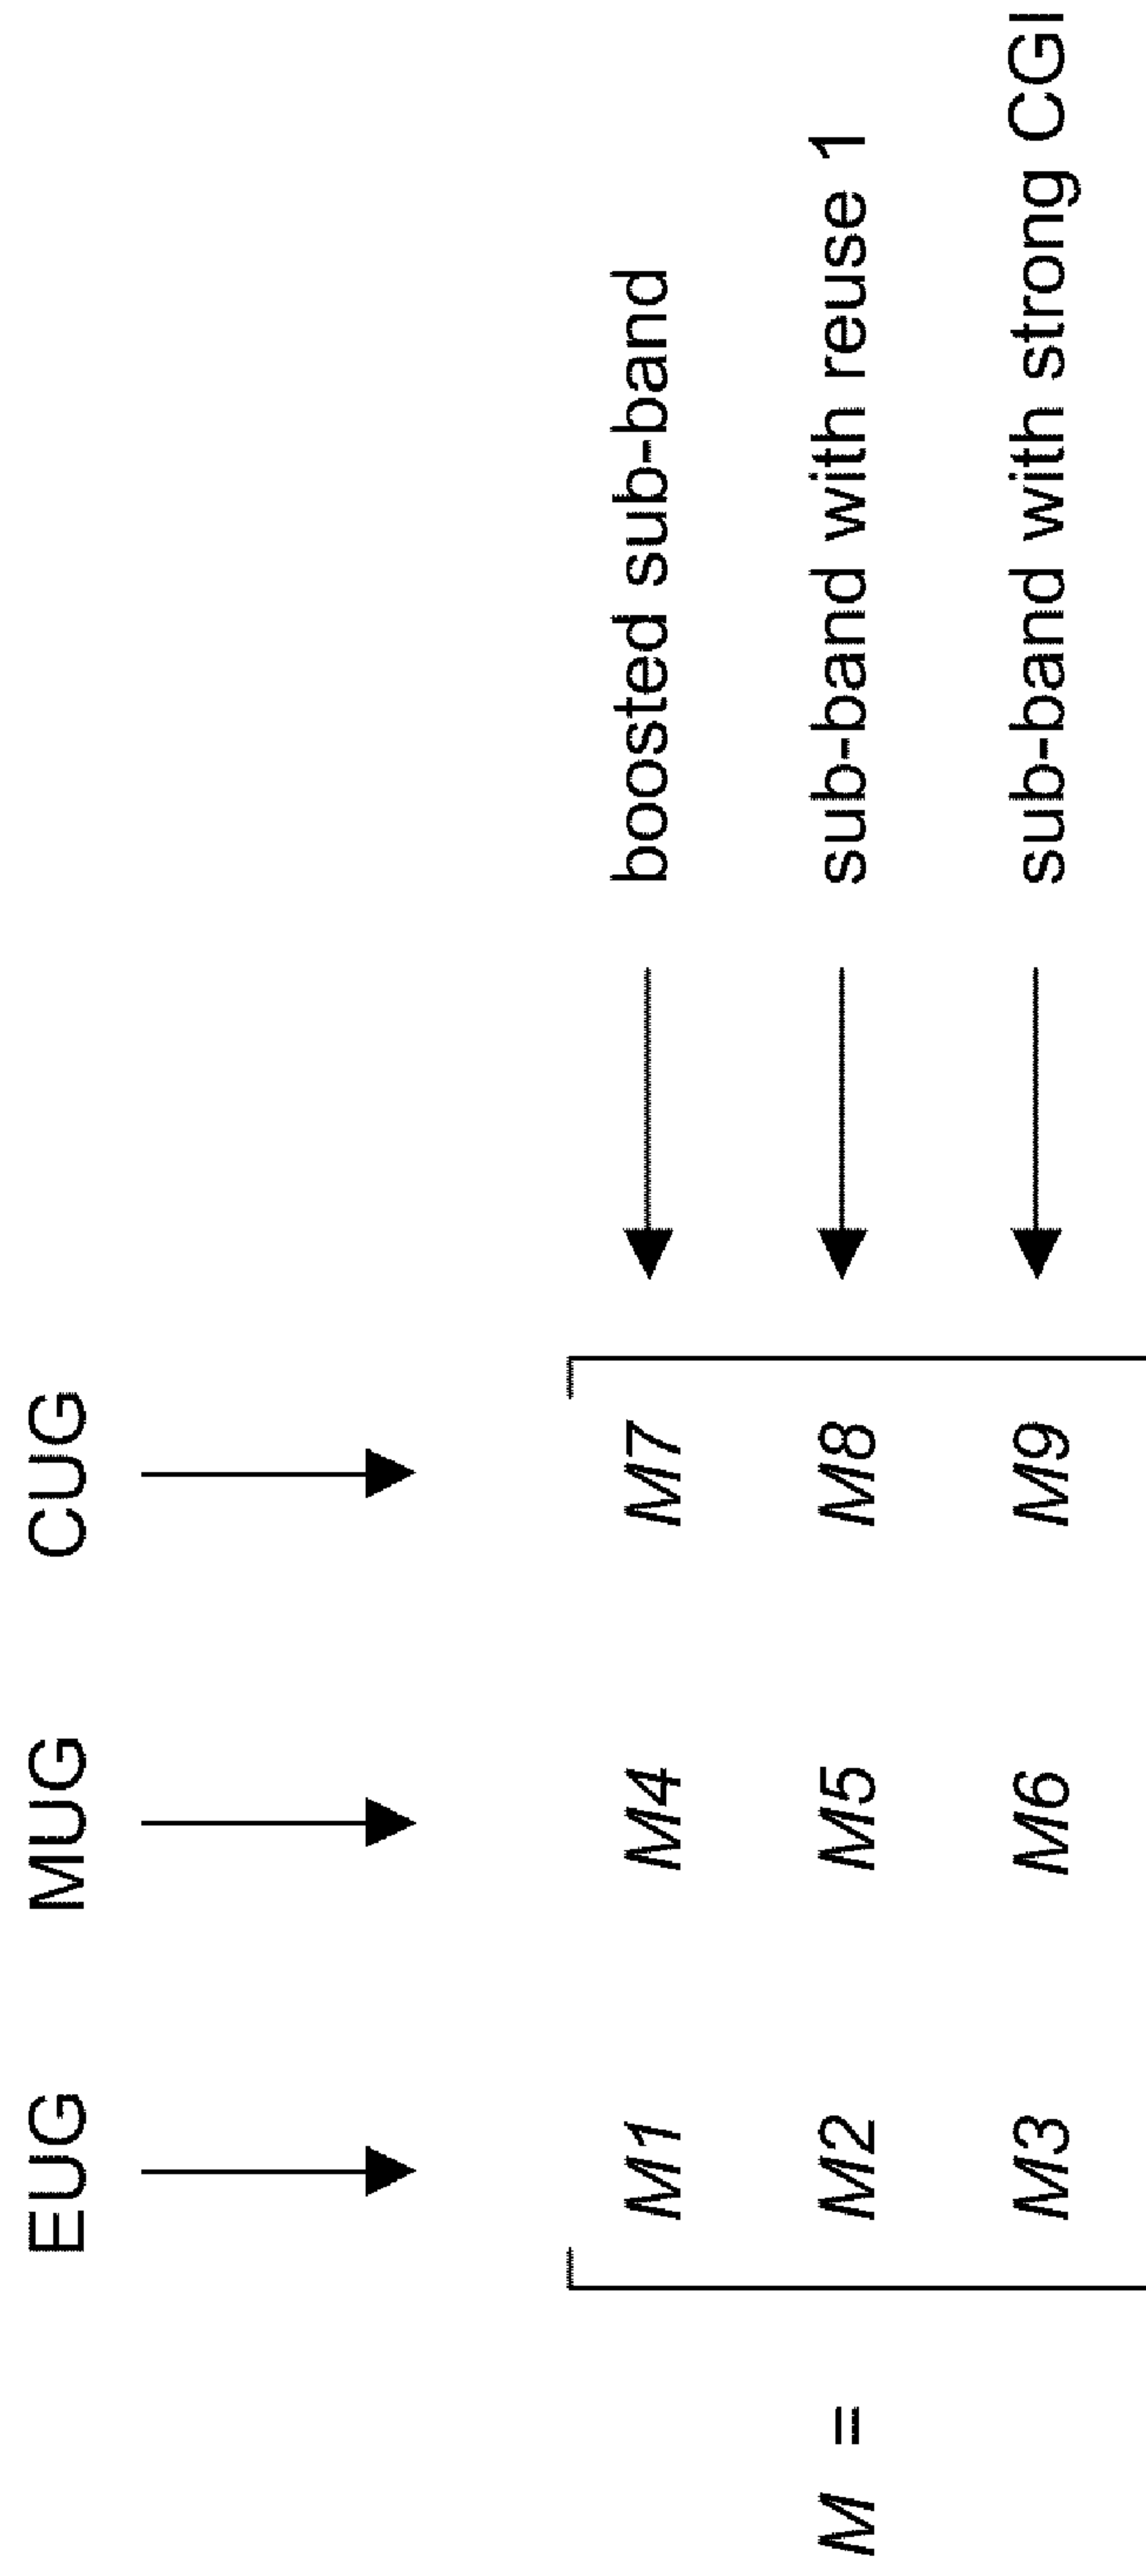 EUG MUG CUG
M1 M4 M7 boosted sub-band
M = M2 M5 M8 sub-band with reuse 1
M3 M6 M9 sub-band with strong CGI